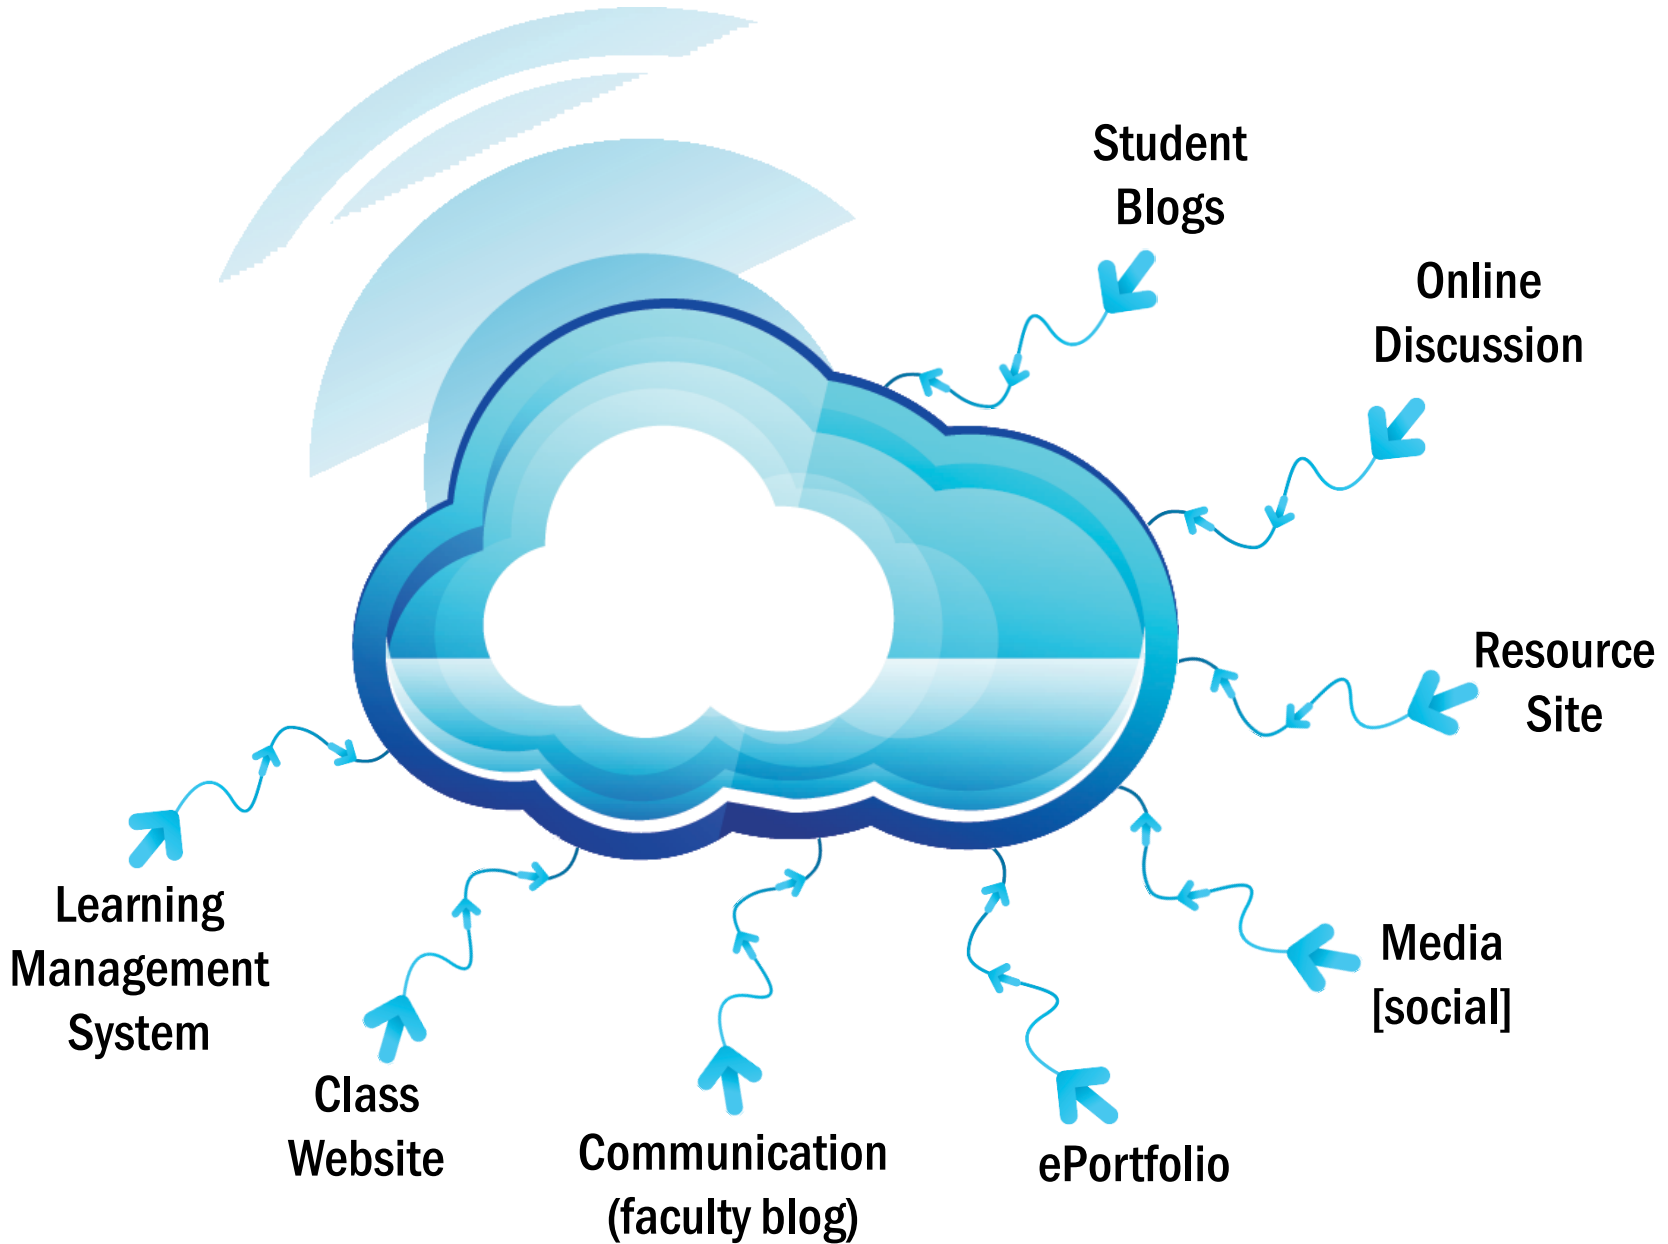 Student
Blogs
Online
Discussion
Resource
Site
Media
[social]
ePortfolio
Communication
(faculty blog)
Class
Website
Learning
Management
System